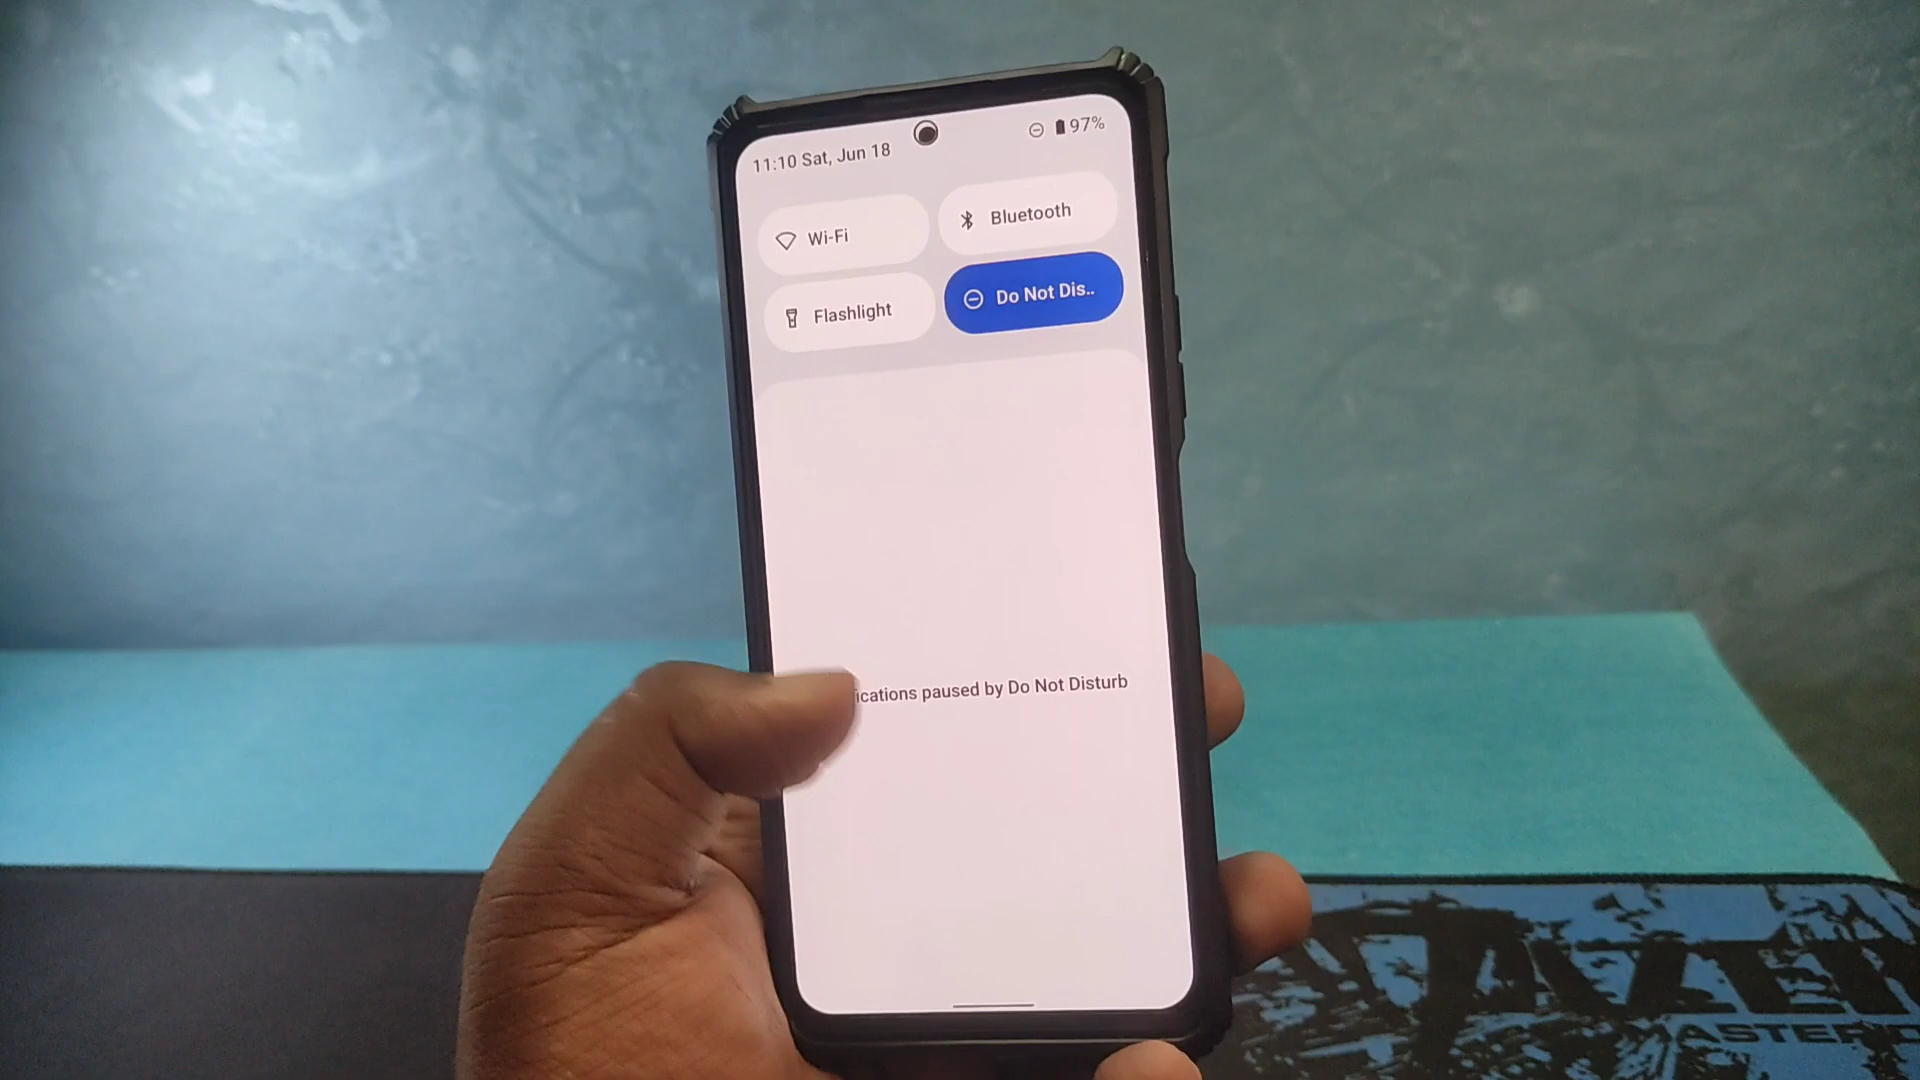 11:10 Sat, Jun 18
97%
Wi-Fi
Bluetooth
Flashlight
Do Not Dis..
ications paused by Do Not Disturb